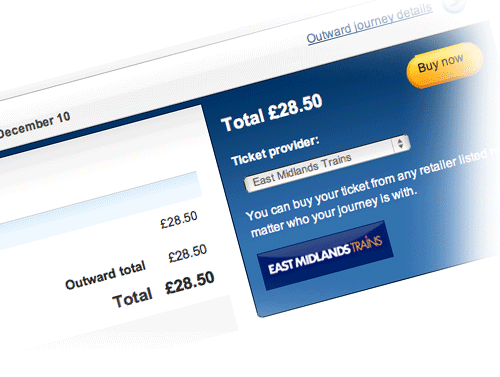 Outward journey details
Buy now
December 10
Total £28.50
Ticket provider:
East Midlands Trains
You can buy your ticket from any retailer listed
matter who your journey is with.
£28.50
Outward total £28.50
Total £28.50
EAST MIDLANDS TRAINS